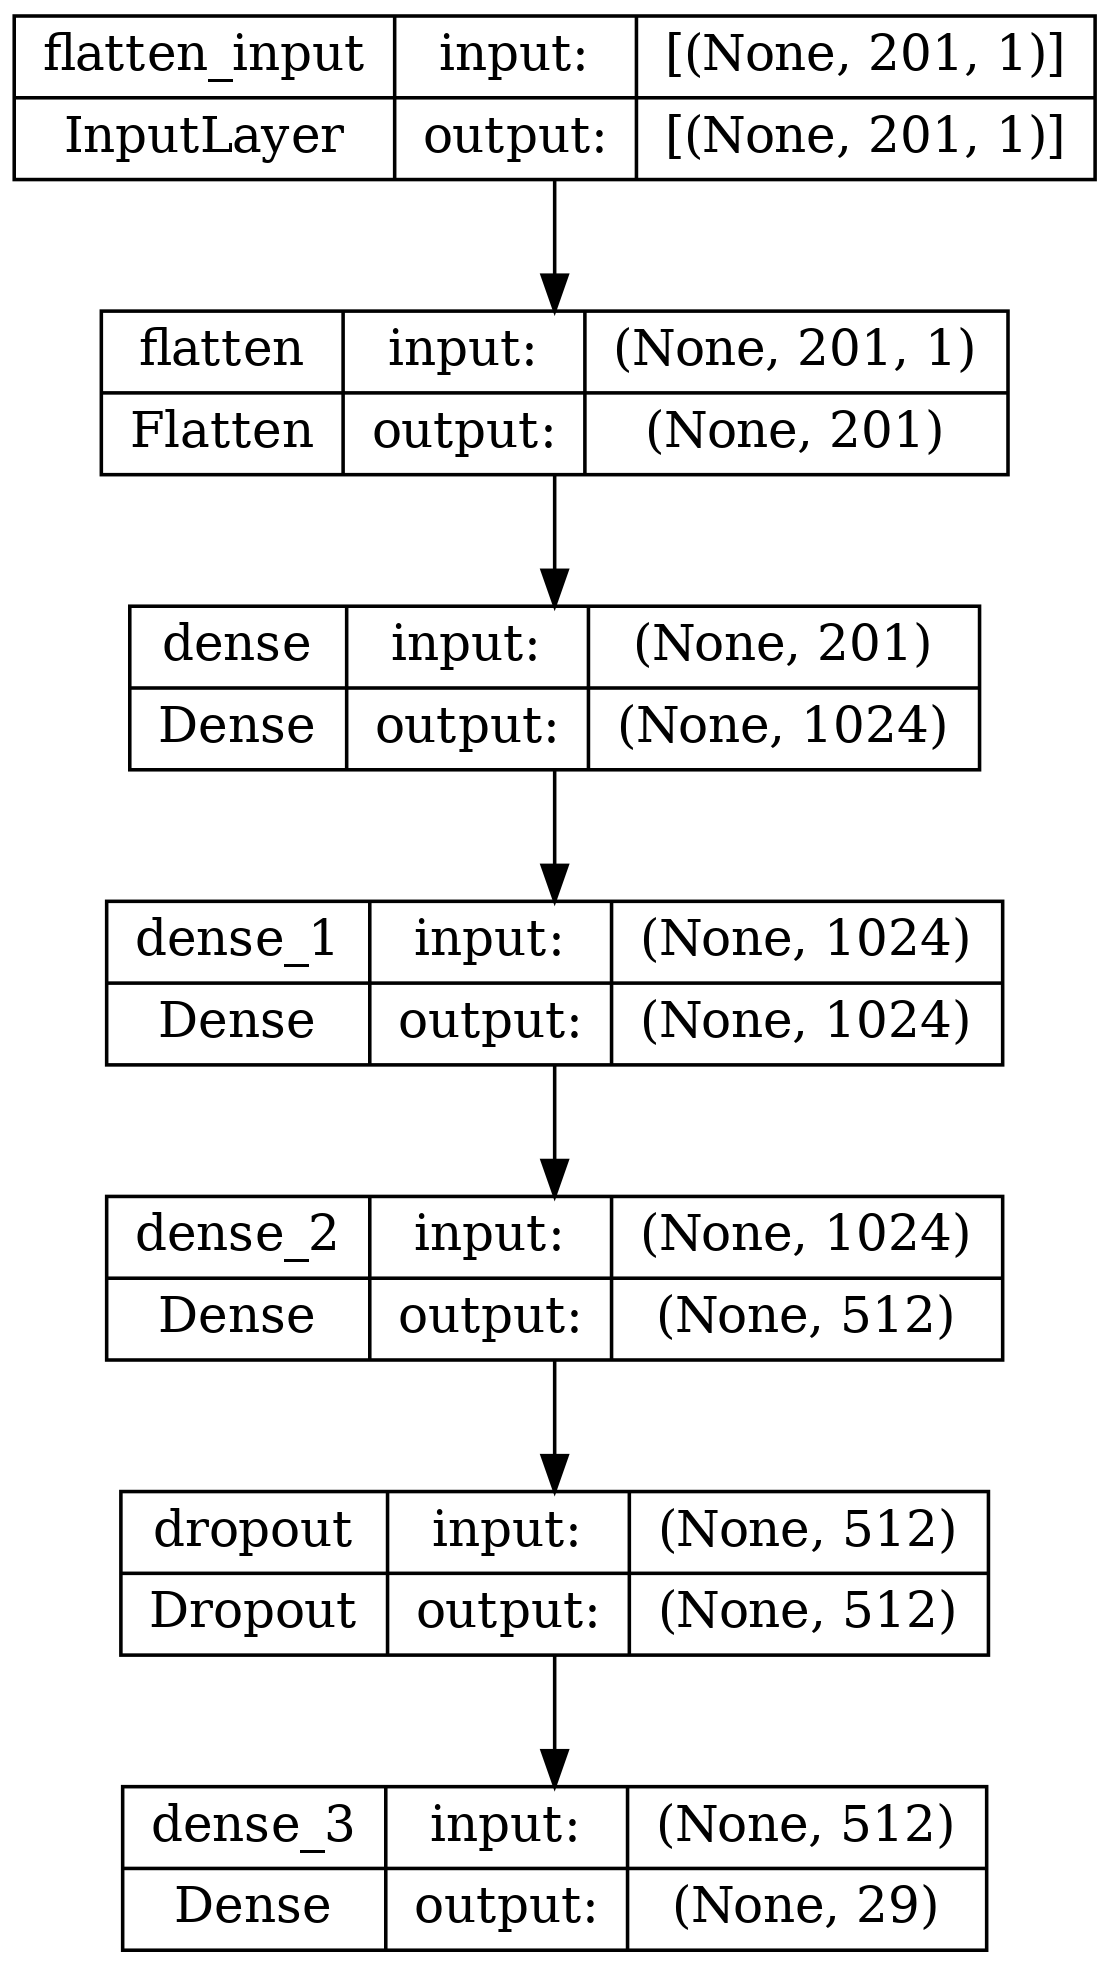 flatten_input input: [(None, 201, 1)]
InputLayer output: [(None, 201, 1)]
flatten input: (None, 201, 1)
Flatten output: (None, 201)
dense input: (None, 201)
Dense output: (None, 1024)
dense_1 input: (None, 1024)
Dense output: (None, 1024)
dense_2 input: (None, 1024)
Dense output: (None, 512)
dropout input: (None, 512)
Dropout output: (None, 512)
dense_3 input: (None, 512)
Dense output: (None, 29)